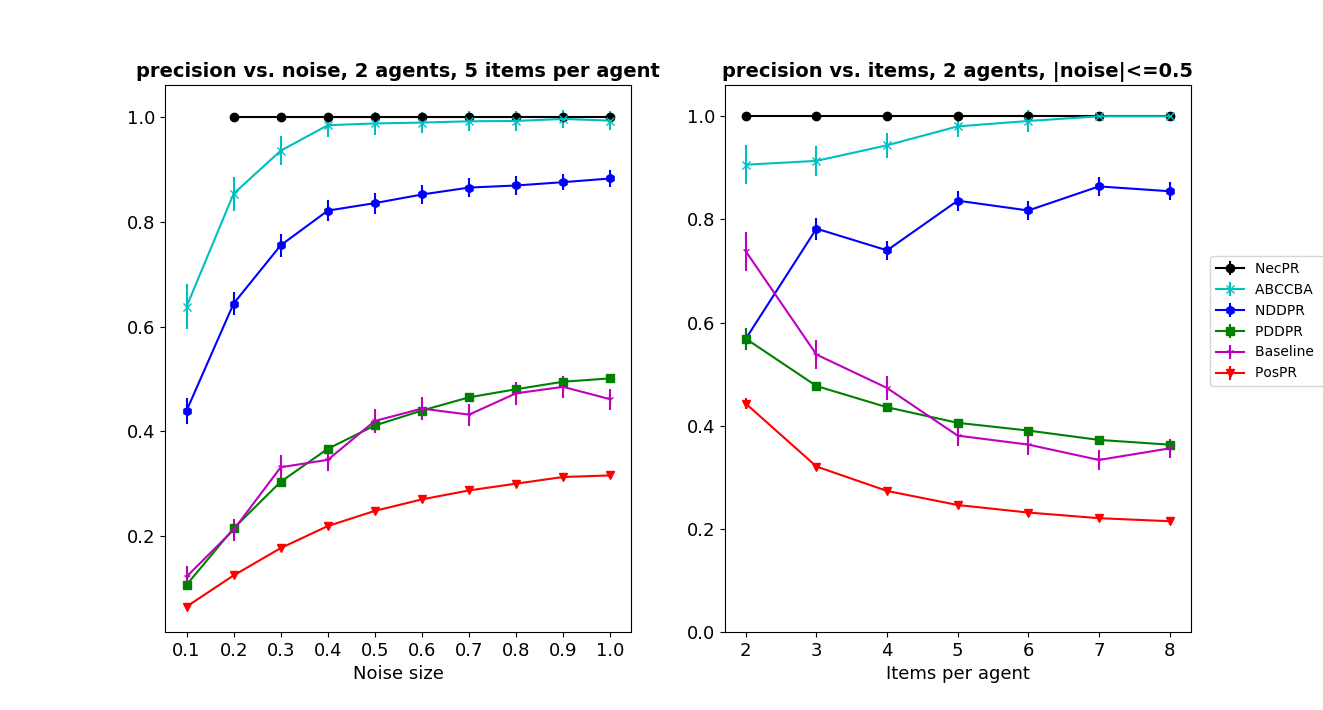 precision vs. noise, 2 agents, 5 items per agent
1.0
0.8
0.6
0.4
0.2
0.1 0.2 0.3 0.4 0.5 0.6 0.7 0.8 0.9 1.0
Noise size
precision vs. items, 2 agents, |noise|<=0.5
1.0
0.8
0.6
0.4
0.2
0.0
2 3 4 5 6 7 8
Items per agent
NecPR
ABCCBA
NDDPR
PDDPR
Baseline
PosPR